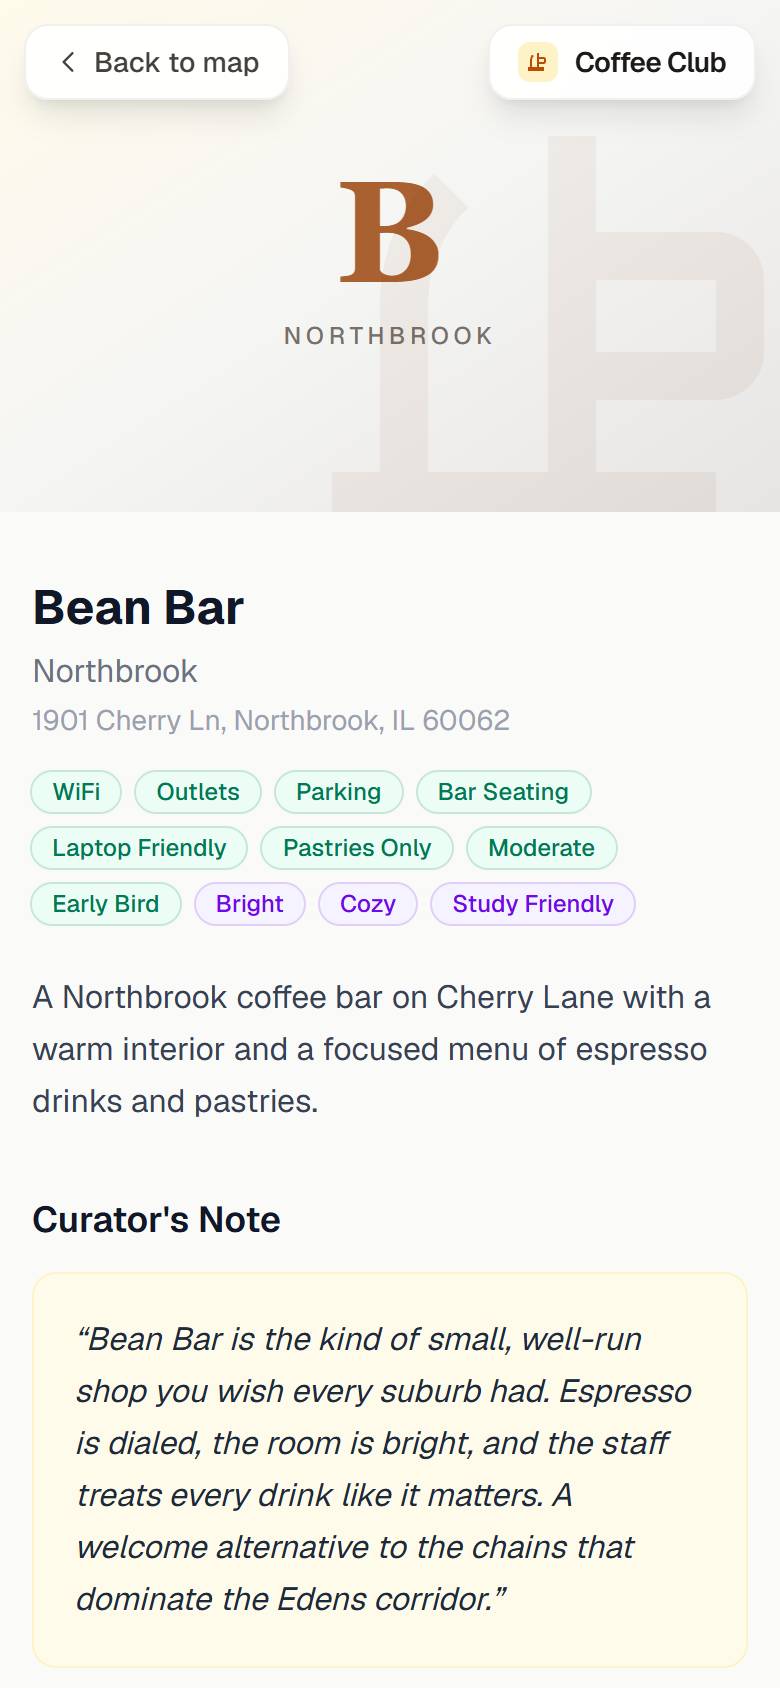 Back to map
Coffee Club
B
NORTHBROOK
Bean Bar
Northbrook
1901 Cherry Ln, Northbrook, IL 60062
WiFi Outlets Parking Bar Seating
Laptop Friendly Pastries Only Moderate
Early Bird Bright Cozy Study Friendly
A Northbrook coffee bar on Cherry Lane with a
warm interior and a focused menu of espresso
drinks and pastries.
Curator's Note
“Bean Bar is the kind of small, well-run
shop you wish every suburb had. Espresso
is dialed, the room is bright, and the staff
treats every drink like it matters. A
welcome alternative to the chains that
dominate the Edens corridor.”